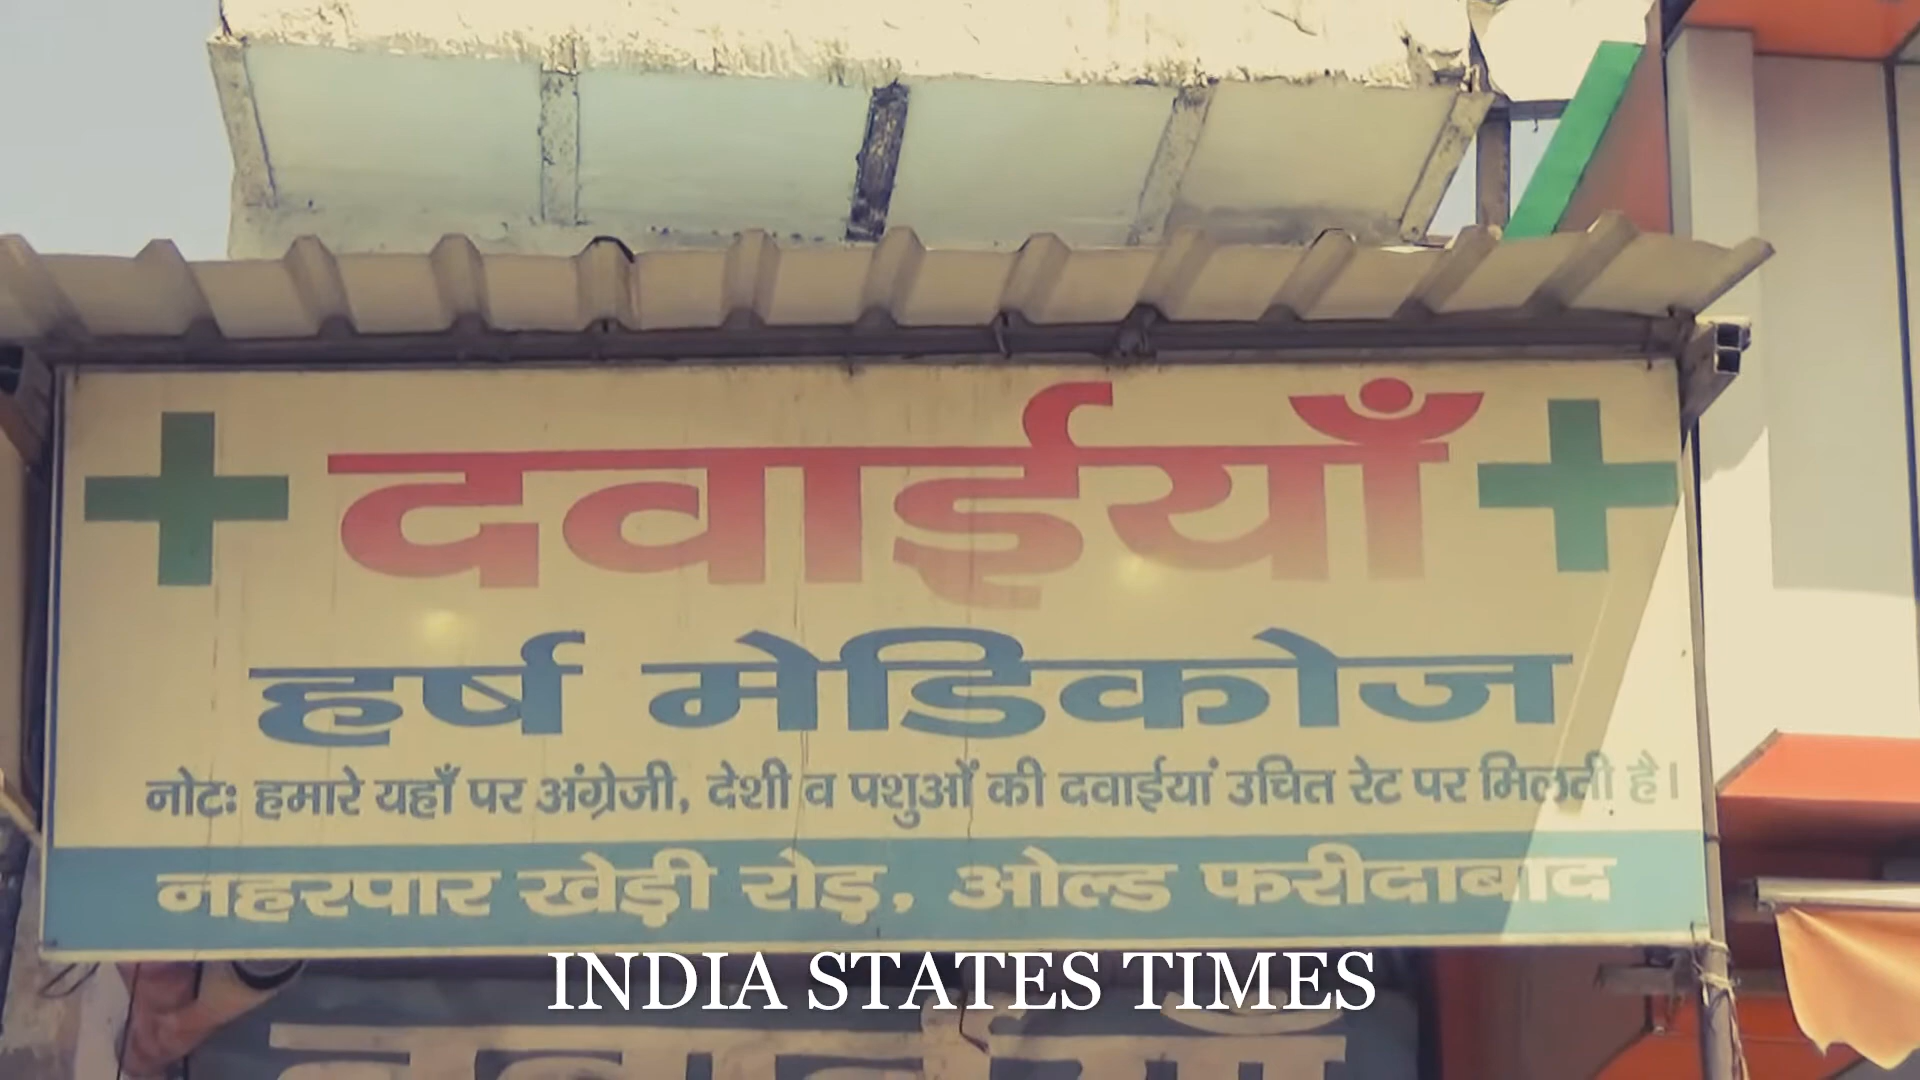 दवाईयाँ
हर्ष मेडिकोज
नोटः हमारे यहाँ पर अंग्रेजी, देशी व पशुओं की दवाईयां उचित रेट पर मिलती है।
नहरपार खेड़ी रोड़, ओल्ड फरीदाबाद
INDIA STATES TIMES